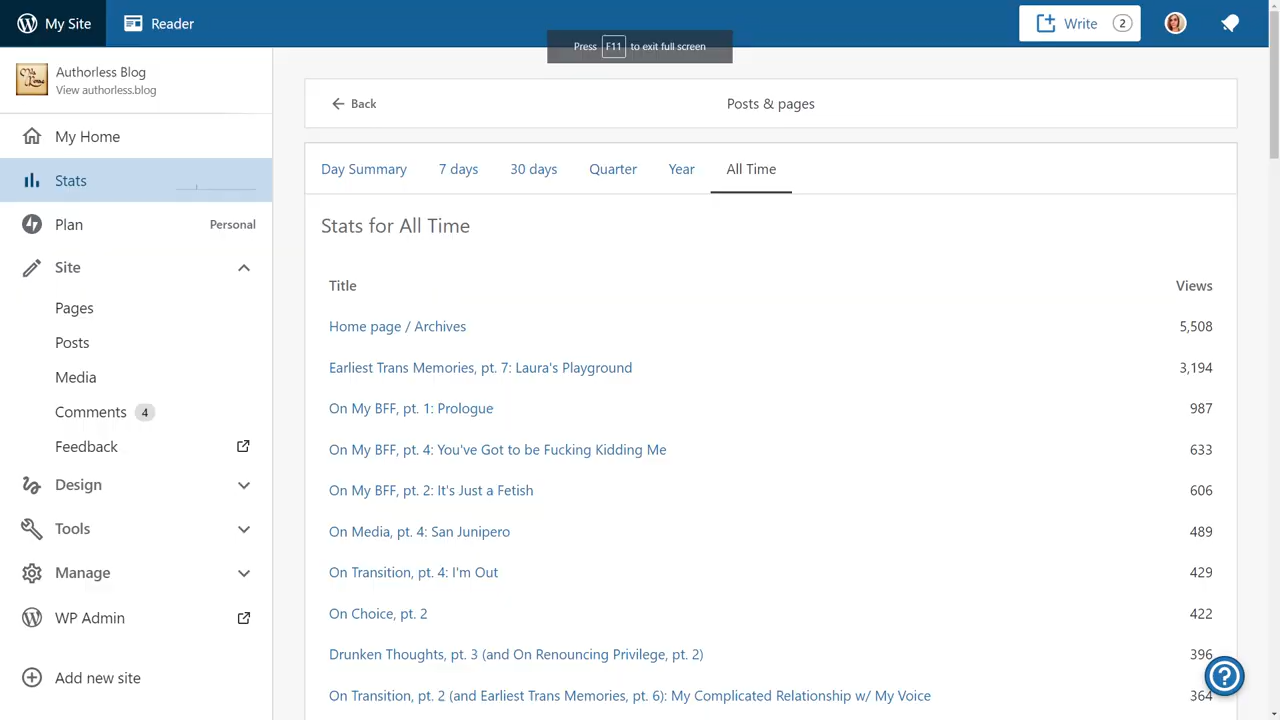 My Site
Reader
Write 2
Press F11 to exit full screen
Authorless Blog
View authorless.blog
My Home
Stats
Plan Personal
Site
Pages
Posts
Media
Comments 4
Feedback
Design
Tools
Manage
WP Admin
Add new site
Back
Posts & pages
Day Summary 7 days 30 days Quarter Year All Time
Stats for All Time
Title Views
Home page / Archives 5,508
Earliest Trans Memories, pt. 7: Laura's Playground 3,194
On My BFF, pt. 1: Prologue 987
On My BFF, pt. 4: You've Got to be Fucking Kidding Me 633
On My BFF, pt. 2: It's Just a Fetish 606
On Media, pt. 4: San Junipero 489
On Transition, pt. 4: I'm Out 429
On Choice, pt. 2 422
Drunken Thoughts, pt. 3 (and On Renouncing Privilege, pt. 2) 396
On Transition, pt. 2 (and Earliest Trans Memories, pt. 6): My Complicated Relationship w/ My Voice 364